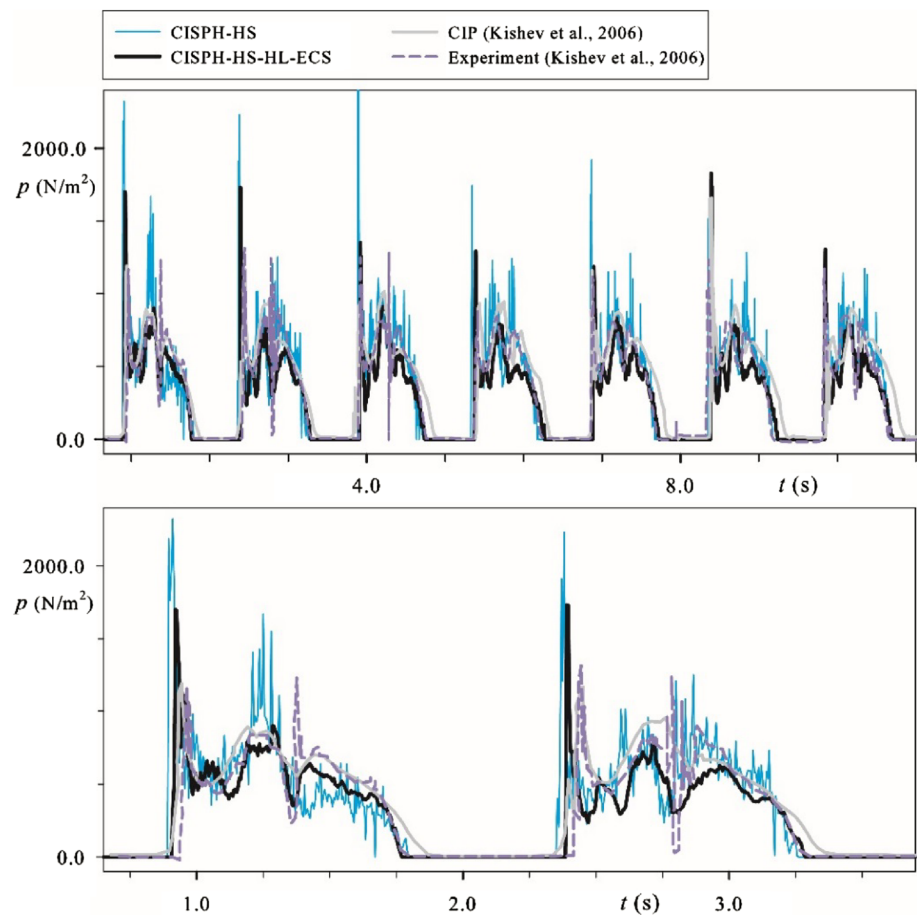 CISPH-HS
CISPH-HS-HL-ECS
CIP (Kishev et al., 2006)
Experiment (Kishev et al., 2006)
2000.0
p (N/m²)
0.0
4.0
8.0
t (s)
2000.0
p (N/m²)
0.0
1.0
2.0
t (s)
3.0